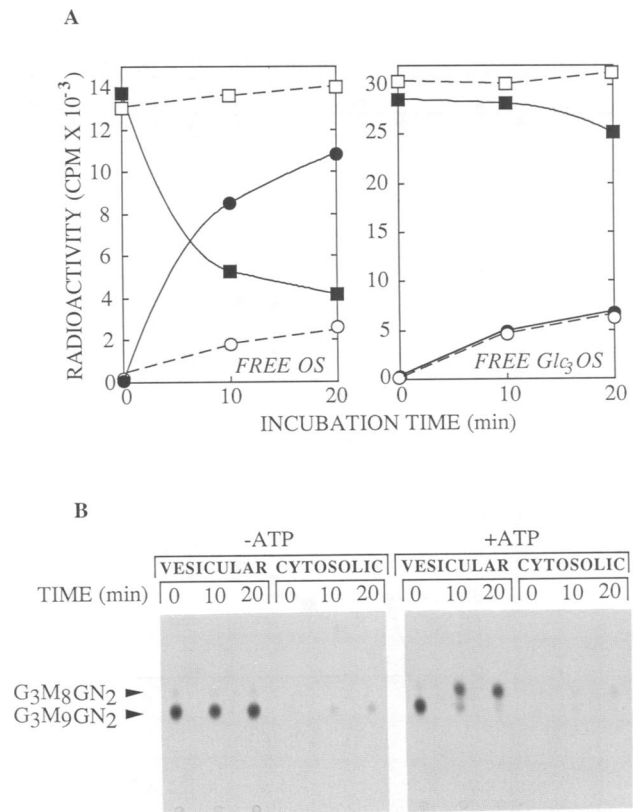 A
RADIOACTIVITY (CPM X 10⁻³)
14
12
10
8
6
4
2
0
0 10 20
FREE OS
30
25
20
15
10
5
0
0 10 20
FREE Glc₃OS
INCUBATION TIME (min)
B
-ATP +ATP
VESICULAR CYTOSOLIC VESICULAR CYTOSOLIC
TIME (min) 0 10 20 0 10 20 0 10 20 0 10 20
G₃M₈GN₂
G₃M₉GN₂